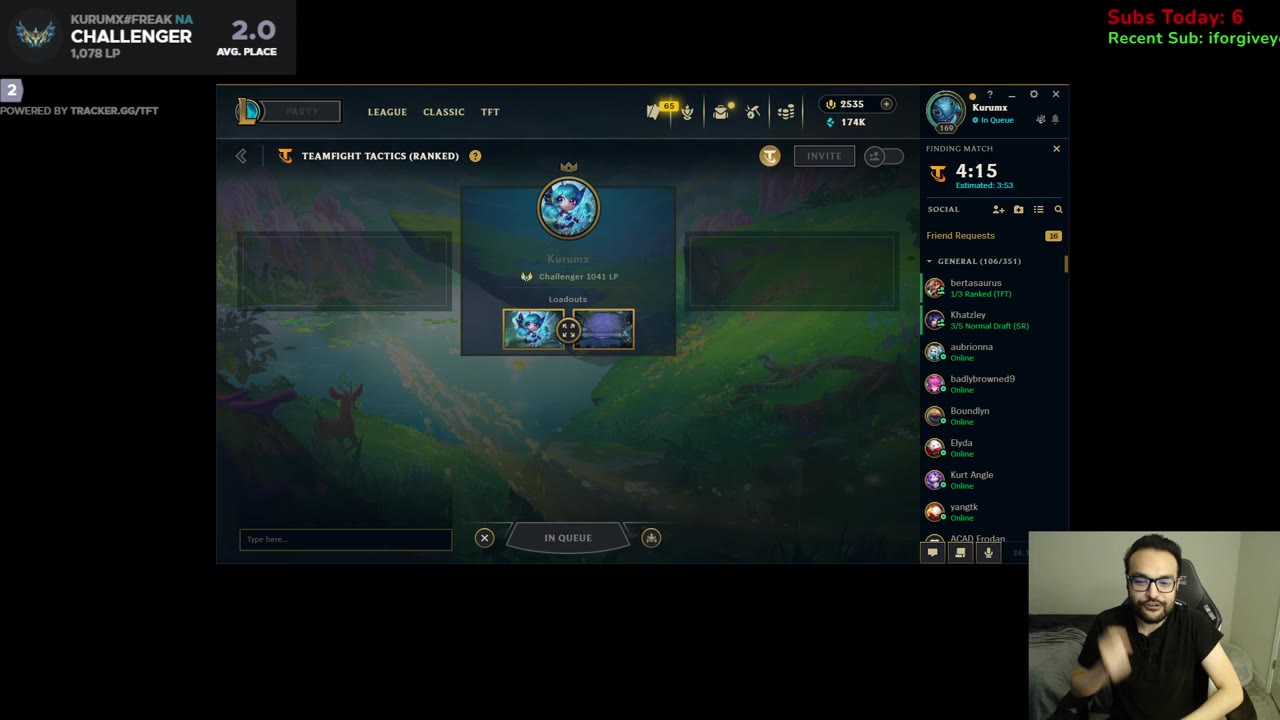 KURUMX#FREAK NA
CHALLENGER
1,078 LP
2.0
AVG. PLACE
2
POWERED BY TRACKER.GG/TFT
Subs Today: 6
Recent Sub: iforgivey
PARTY
LEAGUE
CLASSIC
TFT
65
2535
174K
169
Kurumx
In Queue
TEAMFIGHT TACTICS (RANKED)
INVITE
FINDING MATCH
4:15
Estimated: 3:53
SOCIAL
Friend Requests
16
GENERAL (106/351)
bertasaurus
1/3 Ranked (TFT)
Khatzley
3/5 Normal Draft (SR)
aubrionna
Online
badlybrowned9
Online
Boundlyn
Online
Elyda
Online
Kurt Angle
Online
yangtk
Online
ACAD Frodan
Kurumx
Challenger 1041 LP
Loadouts
Type here...
IN QUEUE